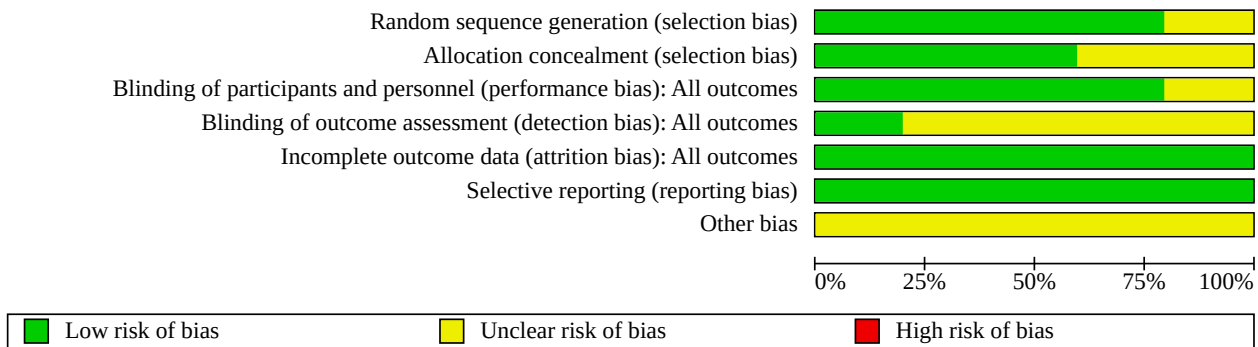 Random sequence generation (selection bias)
Allocation concealment (selection bias)
Blinding of participants and personnel (performance bias): All outcomes
Blinding of outcome assessment (detection bias): All outcomes
Incomplete outcome data (attrition bias): All outcomes
Selective reporting (reporting bias)
Other bias
0% 25% 50% 75% 100%
Low risk of bias Unclear risk of bias High risk of bias